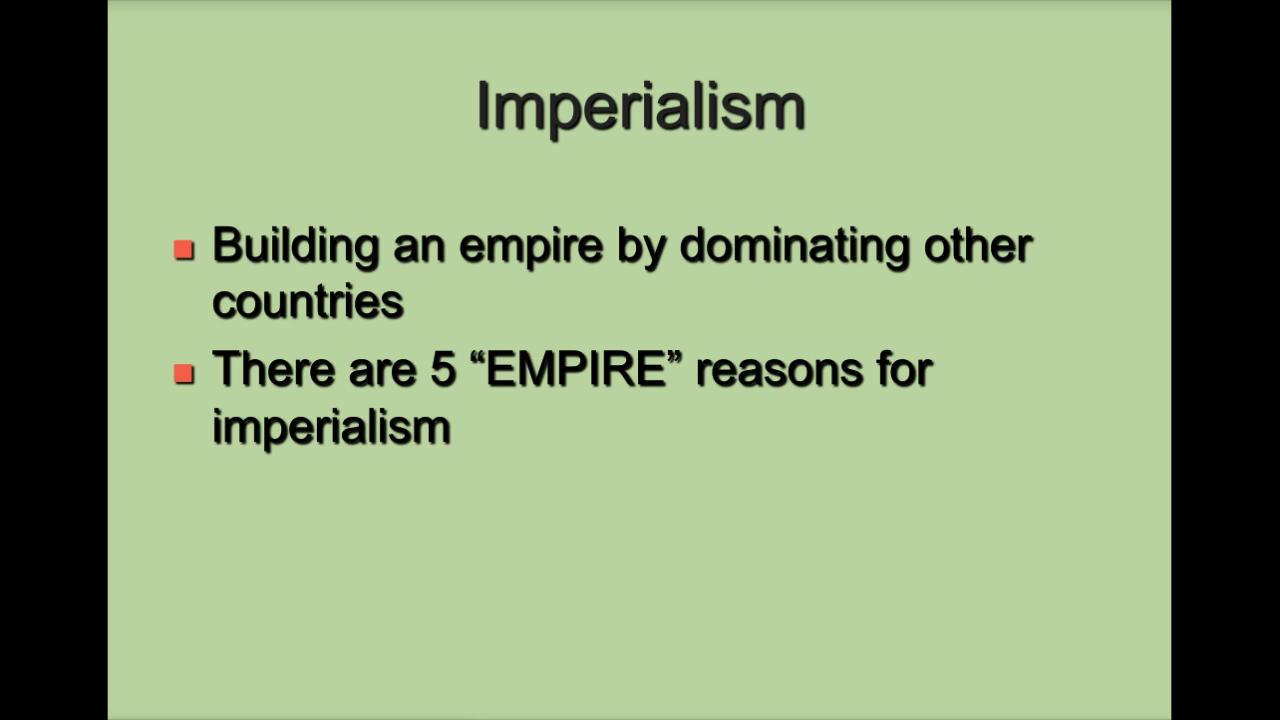 Imperialism
Building an empire by dominating other
countries
There are 5 “EMPIRE” reasons for
imperialism